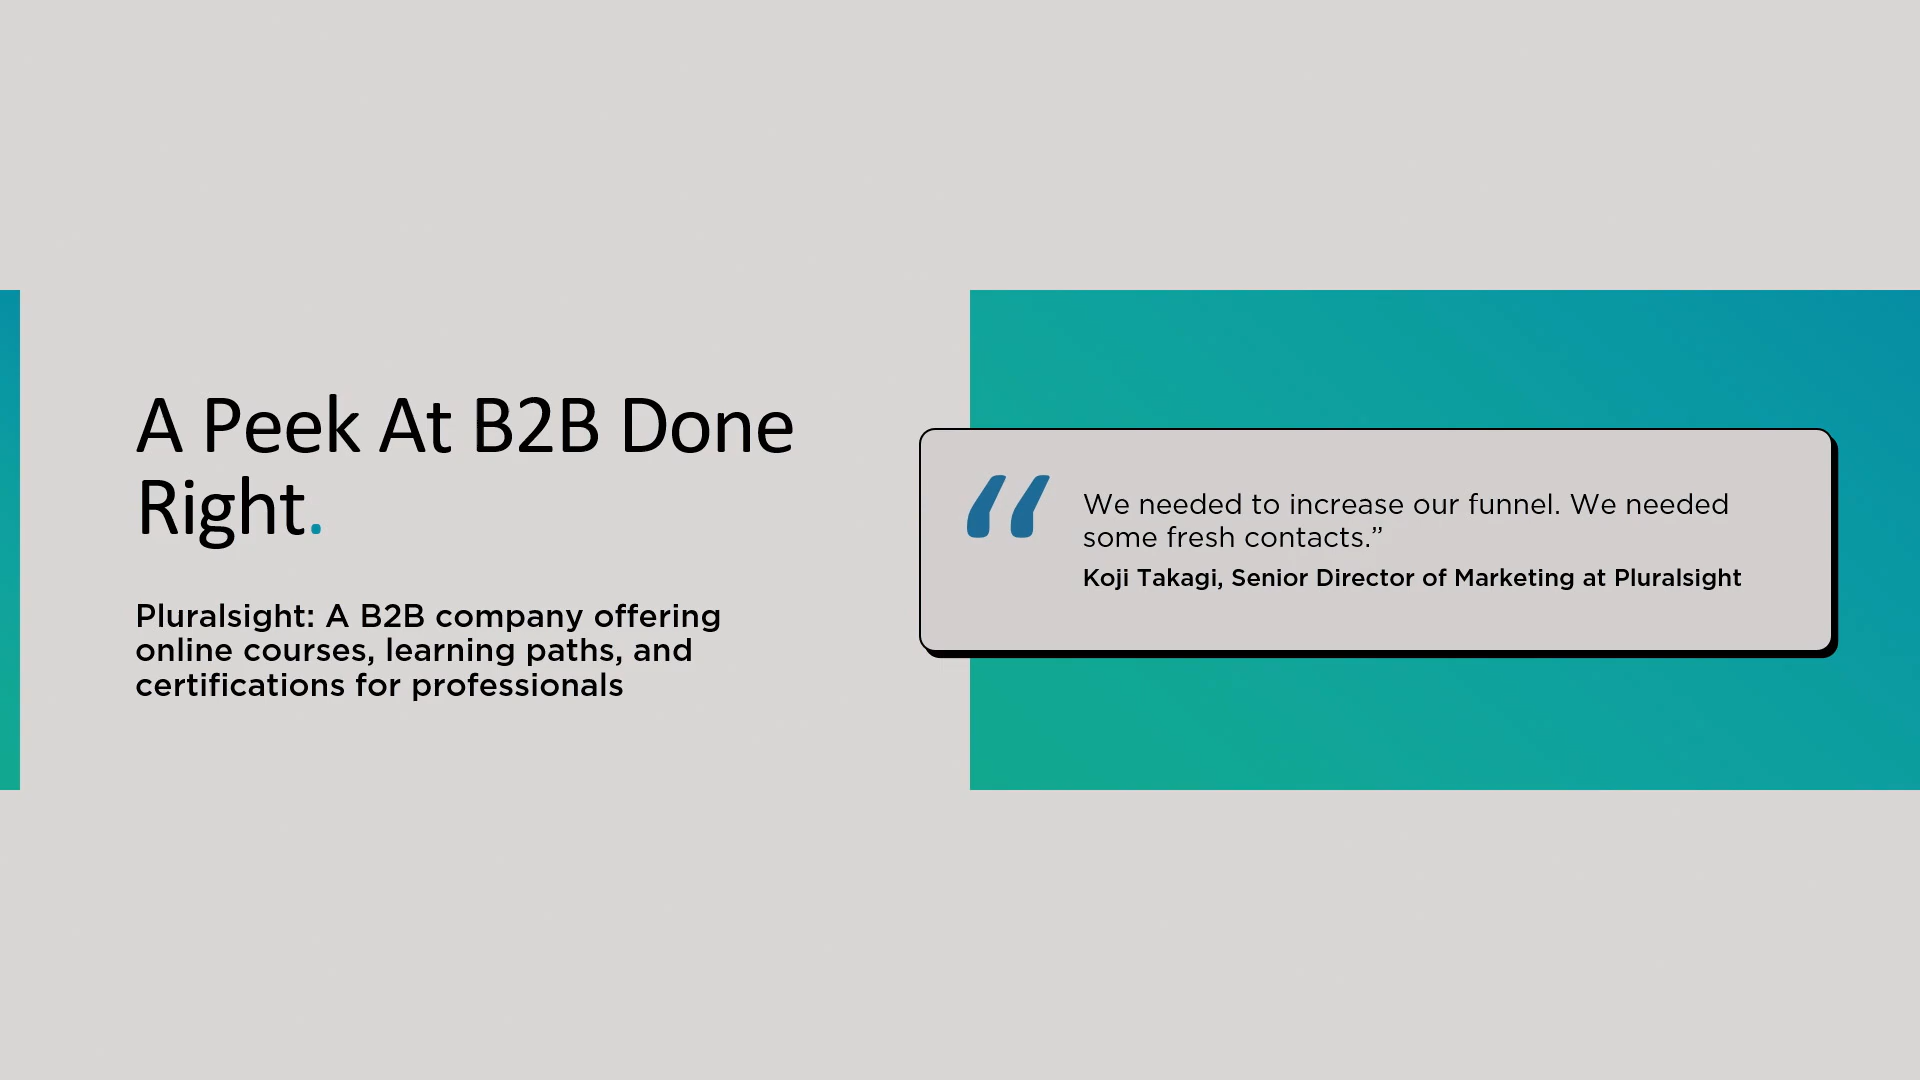 A Peek At B2B Done
Right.
Pluralsight: A B2B company offering
online courses, learning paths, and
certifications for professionals
“
We needed to increase our funnel. We needed
some fresh contacts.”
Koji Takagi, Senior Director of Marketing at Pluralsight